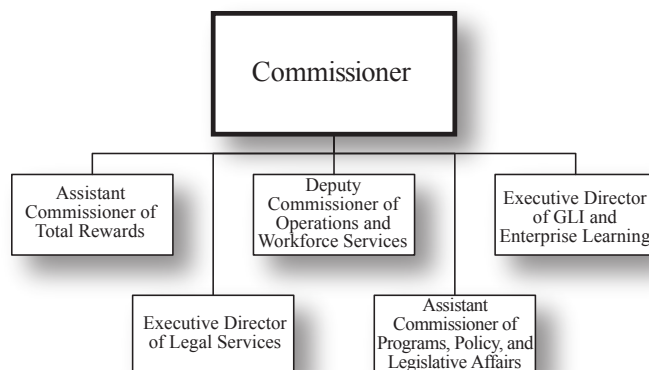 Commissioner
Assistant
Commissioner of
Total Rewards
Deputy
Commissioner of
Operations and
Workforce Services
Executive Director
of GLI and
Enterprise Learning
Executive Director
of Legal Services
Assistant
Commissioner of
Programs, Policy, and
Legislative Affairs